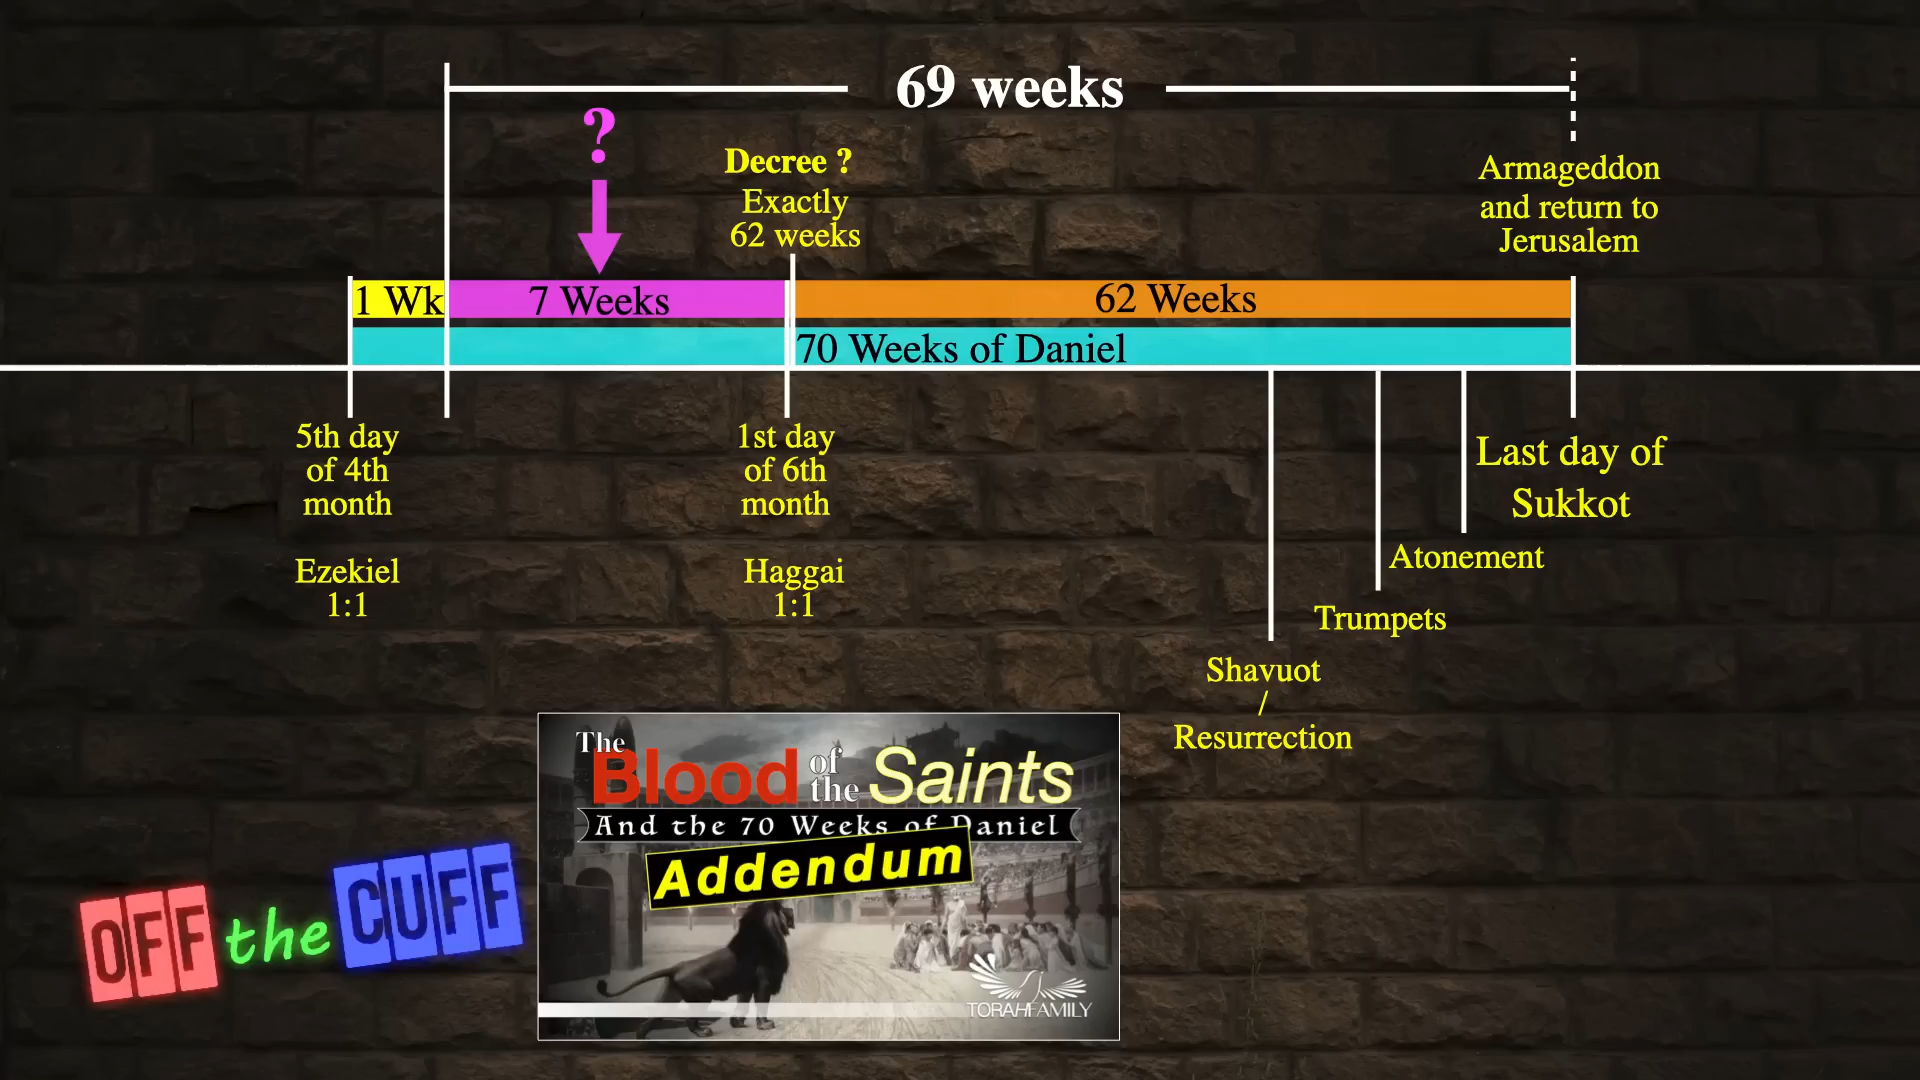 69 weeks
?
Decree ?
Exactly
62 weeks
Armageddon
and return to
Jerusalem
1 Wk
7 Weeks
62 Weeks
70 Weeks of Daniel
5th day
of 4th
month
Ezekiel
1:1
1st day
of 6th
month
Haggai
1:1
Last day of
Sukkot
Atonement
Trumpets
Shavuot
/
Resurrection
The Blood of the Saints
And the 70 Weeks of Daniel
Addendum
TORAHFAMILY
OFF the CUFF